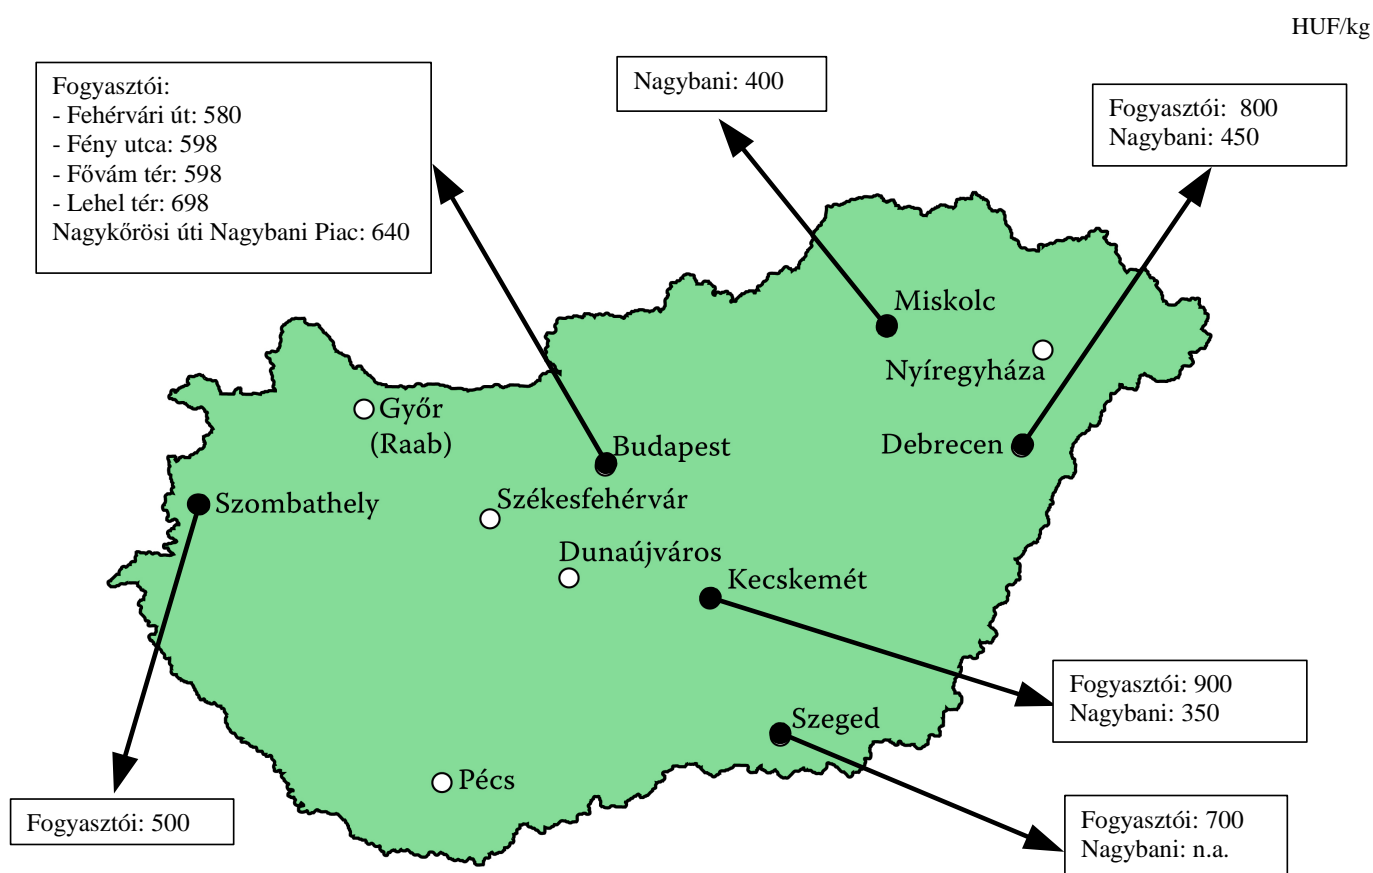 HUF/kg
Fogyasztói:
- Fehérvári út: 580
- Fény utca: 598
- Fővám tér: 598
- Lehel tér: 698
Nagykőrösi úti Nagybani Piac: 640
Nagybani: 400
Fogyasztói:  800
Nagybani: 450
Miskolc
Nyíregyháza
Győr
(Raab)
Budapest
Debrecen
Szombathely
Székesfehérvár
Dunaújváros
Kecskemét
Fogyasztói: 900
Nagybani: 350
Szeged
Pécs
Fogyasztói: 500
Fogyasztói: 700
Nagybani: n.a.